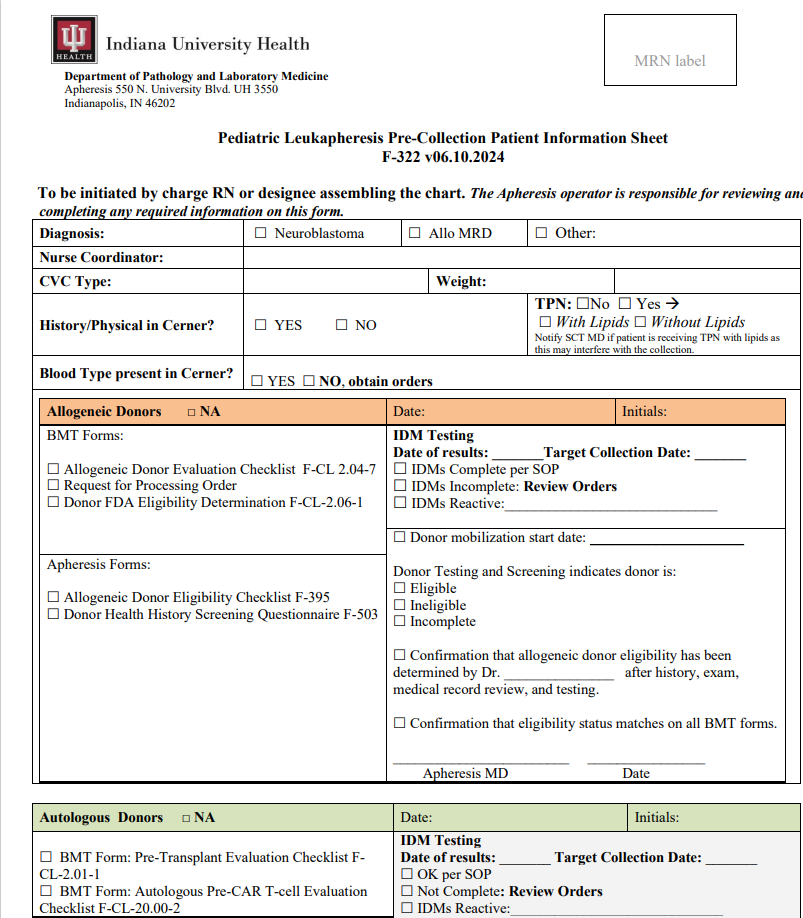 Indiana University Health
HEALTH
MRN label
Department of Pathology and Laboratory Medicine
Apheresis 550 N. University Blvd. UH 3550
Indianapolis, IN 46202
Pediatric Leukapheresis Pre-Collection Patient Information Sheet
F-322 v06.10.2024
To be initiated by charge RN or designee assembling the chart. The Apheresis operator is responsible for reviewing and
completing any required information on this form.
Diagnosis: ☐ Neuroblastoma ☐ Allo MRD ☐ Other:
Nurse Coordinator:
CVC Type: Weight:
History/Physical in Cerner? ☐ YES ☐ NO
TPN: ☐No ☐ Yes →
☐ With Lipids ☐ Without Lipids
Notify SCT MD if patient is receiving TPN with lipids as
this may interfere with the collection.
Blood Type present in Cerner? ☐ YES ☐ NO, obtain orders
Allogeneic Donors ☐ NA Date: Initials:
BMT Forms:
☐ Allogeneic Donor Evaluation Checklist F-CL 2.04-7
☐ Request for Processing Order
☐ Donor FDA Eligibility Determination F-CL-2.06-1
Apheresis Forms:
☐ Allogeneic Donor Eligibility Checklist F-395
☐ Donor Health History Screening Questionnaire F-503
IDM Testing
Date of results: _______Target Collection Date: _______
☐ IDMs Complete per SOP
☐ IDMs Incomplete: Review Orders
☐ IDMs Reactive:____________________________
☐ Donor mobilization start date: ____________________
Donor Testing and Screening indicates donor is:
☐ Eligible
☐ Ineligible
☐ Incomplete
☐ Confirmation that allogeneic donor eligibility has been
determined by Dr. _______________ after history, exam,
medical record review, and testing.
☐ Confirmation that eligibility status matches on all BMT forms.
________________________ ________________
Apheresis MD Date
Autologous Donors ☐ NA Date: Initials:
☐ BMT Form: Pre-Transplant Evaluation Checklist F-
CL-2.01-1
☐ BMT Form: Autologous Pre-CAR T-cell Evaluation
Checklist F-CL-20.00-2
IDM Testing
Date of results: _______ Target Collection Date: _______
☐ OK per SOP
☐ Not Complete: Review Orders
☐ IDMs Reactive:____________________________